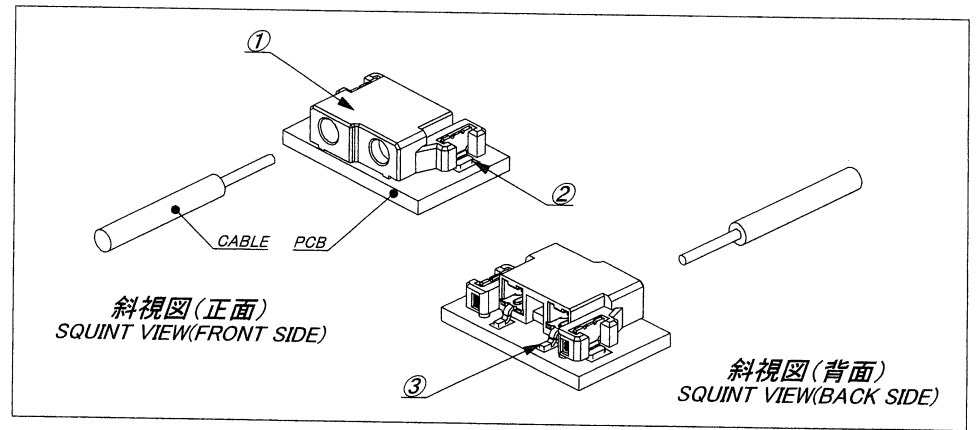 ①
②
CABLE PCB
斜視図(正面)
SQUINT VIEW(FRONT SIDE)
③
斜視図(背面)
SQUINT VIEW(BACK SIDE)